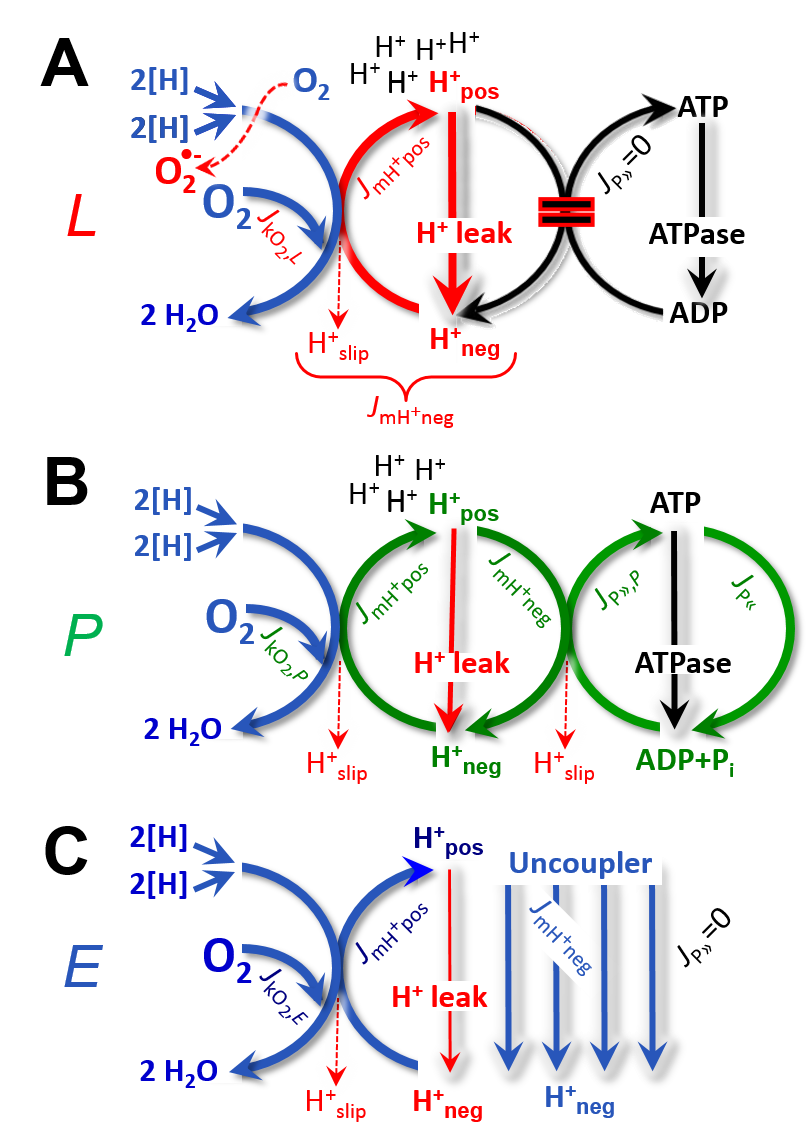 A
H⁺ H⁺ H⁺
H⁺ H⁺ H⁺pos
2[H]
2[H]
O₂
O₂•-
O₂
JkO₂,L
L
2 H₂O
JmH⁺pos
H⁺ leak
H⁺slip
H⁺neg
JmH⁺neg
JP»=0
ATP
ATPase
ADP
B
H⁺ H⁺
H⁺ H⁺ H⁺pos
2[H]
2[H]
O₂
JkO₂,P
P
2 H₂O
JmH⁺pos
H⁺ leak
JmH⁺neg
H⁺slip
H⁺neg
H⁺slip
JP»,P
ATP
JP«
ATPase
ADP+Pi
C
2[H]
2[H]
O₂
JkO₂,E
E
2 H₂O
H⁺pos
JmH⁺pos
H⁺ leak
H⁺slip
H⁺neg
Uncoupler
JmH⁺neg
JP»=0
H⁺neg